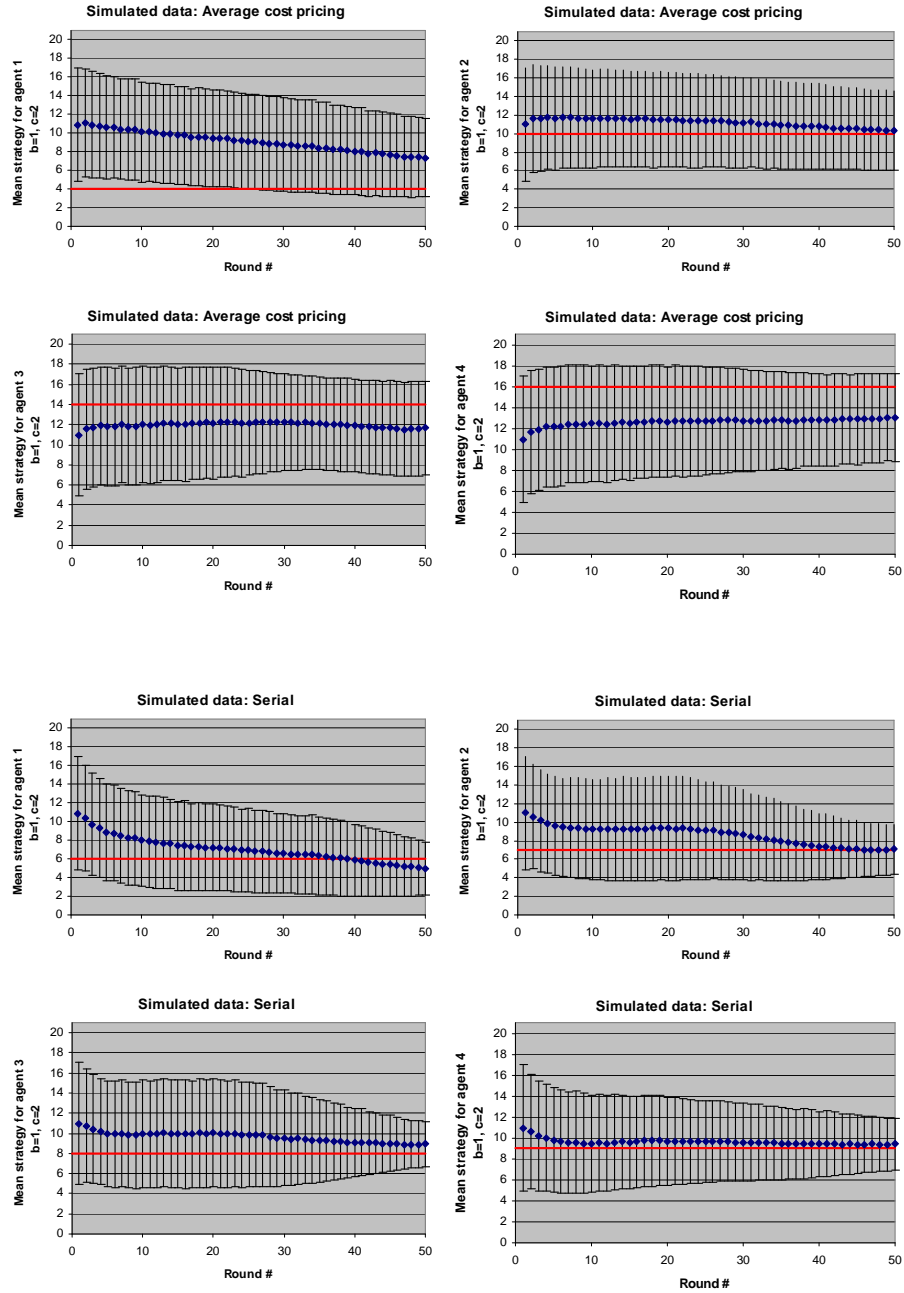 Simulated data: Average cost pricing
Mean strategy for agent 1
b=1, c=2
20
18
16
14
12
10
8
6
4
2
0
0 10 20 30 40 50
Round #
Simulated data: Average cost pricing
Mean strategy for agent 2
b=1, c=2
20
18
16
14
12
10
8
6
4
2
0
0 10 20 30 40 50
Round #
Simulated data: Average cost pricing
Mean strategy for agent 3
b=1, c=2
20
18
16
14
12
10
8
6
4
2
0
0 10 20 30 40 50
Round #
Simulated data: Average cost pricing
Mean strategy for agent 4
b=1, c=2
20
18
16
14
12
10
8
6
4
2
0
0 10 20 30 40 50
Round #
Simulated data: Serial
Mean strategy for agent 1
b=1, c=2
20
18
16
14
12
10
8
6
4
2
0
0 10 20 30 40 50
Round #
Simulated data: Serial
Mean strategy for agent 2
b=1, c=2
20
18
16
14
12
10
8
6
4
2
0
0 10 20 30 40 50
Round #
Simulated data: Serial
Mean strategy for agent 3
b=1, c=2
20
18
16
14
12
10
8
6
4
2
0
0 10 20 30 40 50
Round #
Simulated data: Serial
Mean strategy for agent 4
b=1, c=2
20
18
16
14
12
10
8
6
4
2
0
0 10 20 30 40 50
Round #